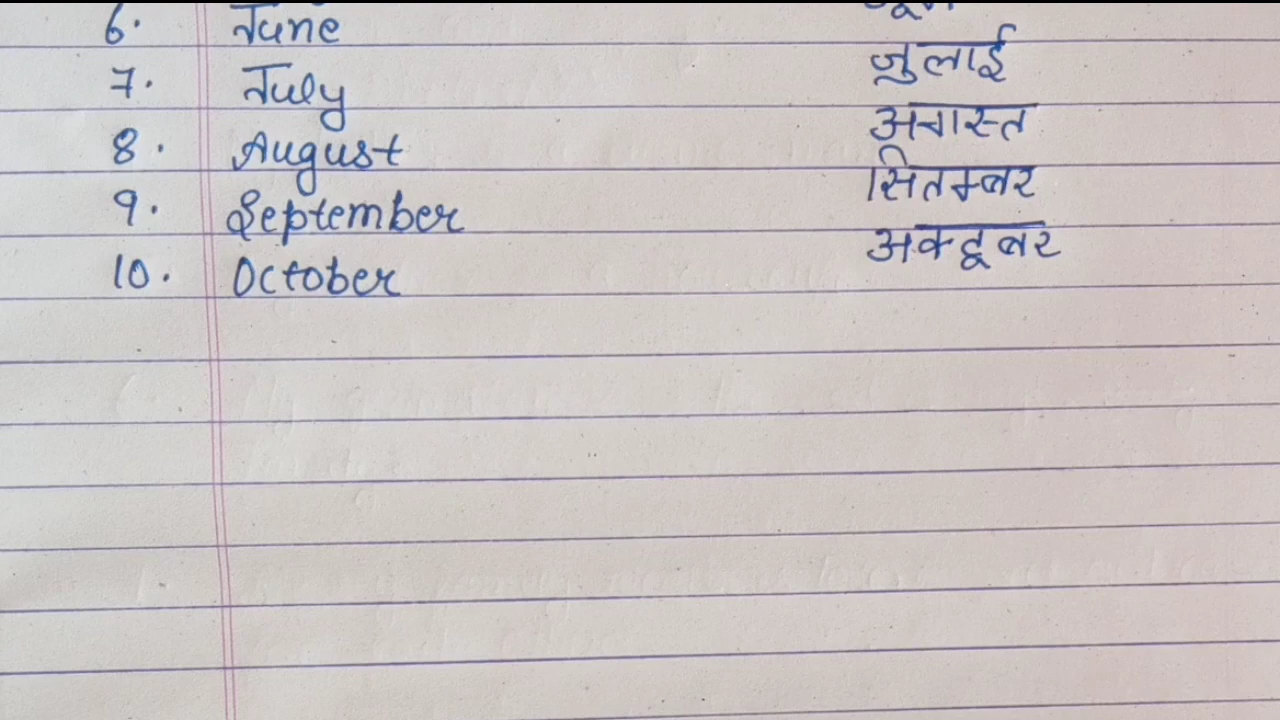 6. June
7. July जुलाई
8. August अगस्त
9. September सितम्बर
10. October अक्टूबर